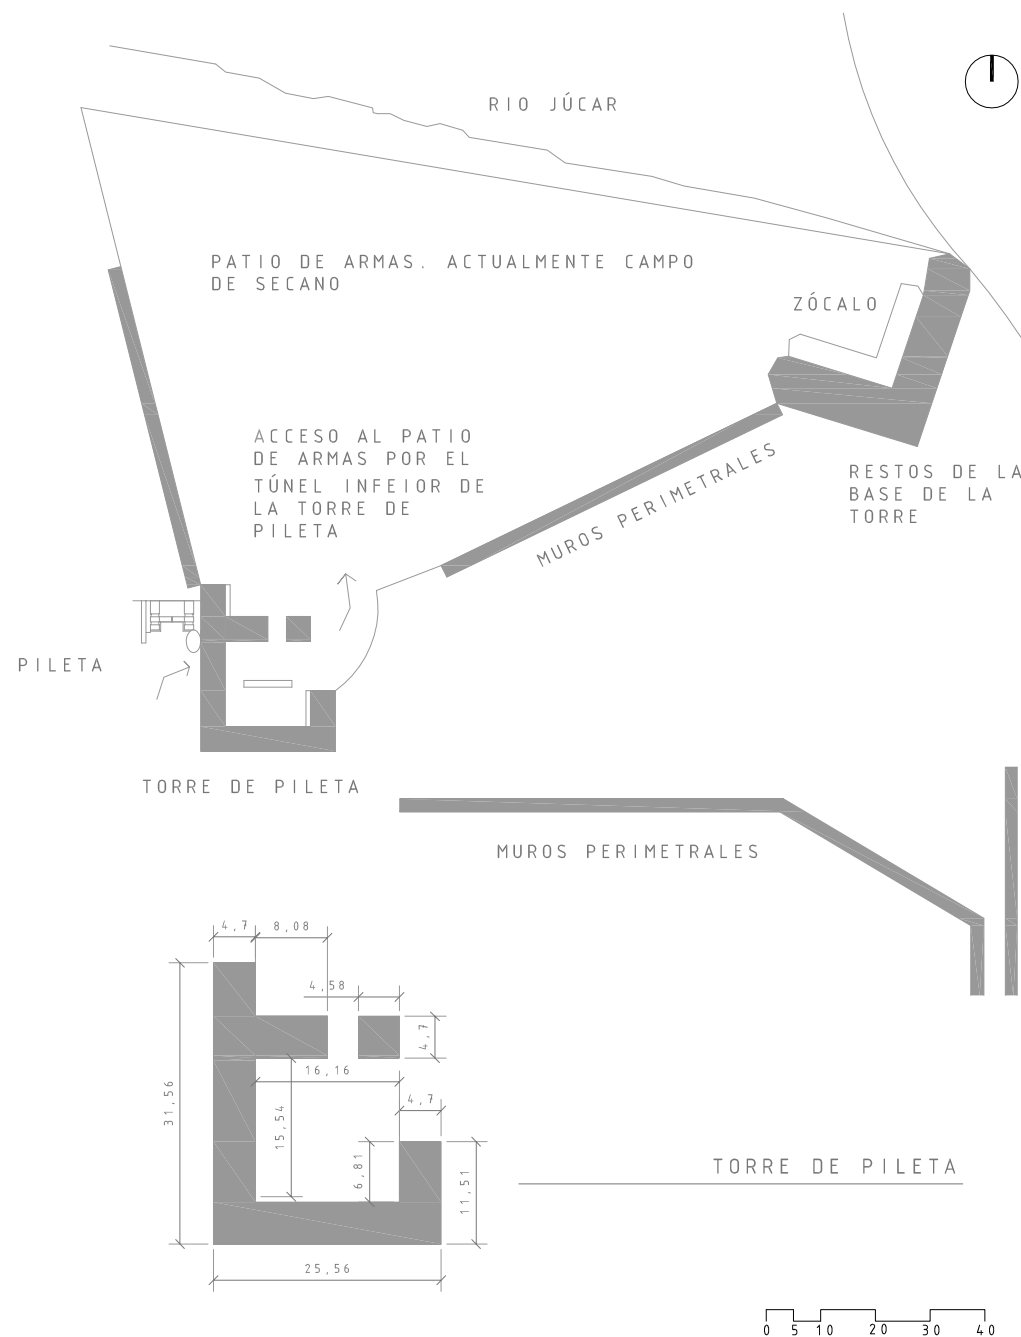 RIO JÚCAR
PATIO DE ARMAS. ACTUALMENTE CAMPO
DE SECANO
ZÓCALO
ACCESO AL PATIO
DE ARMAS POR EL
TÚNEL INFEIOR DE
LA TORRE DE
PILETA
MUROS PERIMETRALES
RESTOS DE LA
BASE DE LA
TORRE
PILETA
TORRE DE PILETA
MUROS PERIMETRALES
4,7
8,08
4,58
4,7
16,16
4,7
31,56
15,54
6,81
11,51
25,56
TORRE DE PILETA
0 5 10 20 30 40